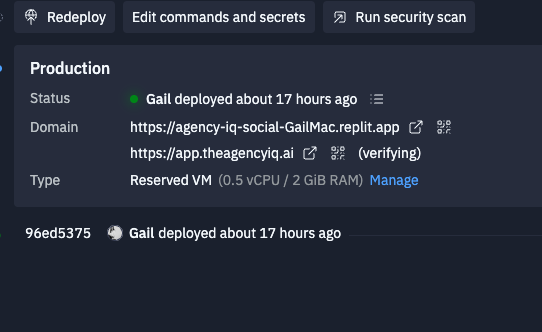 Redeploy Edit commands and secrets Run security scan
Production
Status Gail deployed about 17 hours ago
Domain https://agency-iq-social-GailMac.replit.app
https://app.theagencyiq.ai (verifying)
Type Reserved VM (0.5 vCPU / 2 GiB RAM) Manage
96ed5375 Gail deployed about 17 hours ago